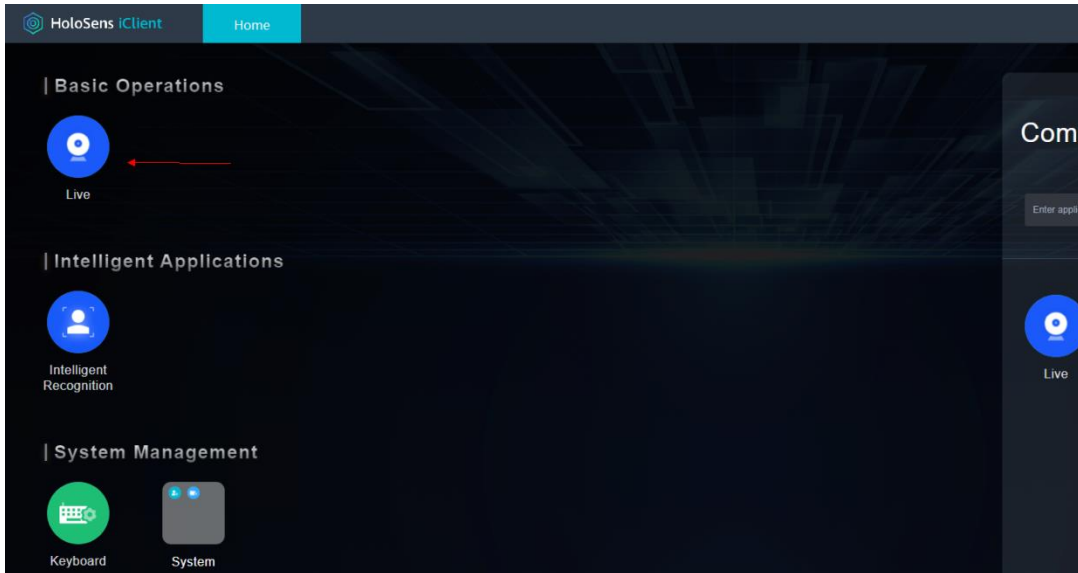 HoloSens iClient
Home
Basic Operations
Live
Intelligent Applications
Intelligent
Recognition
System Management
Keyboard
System
Com
Enter appli
Live